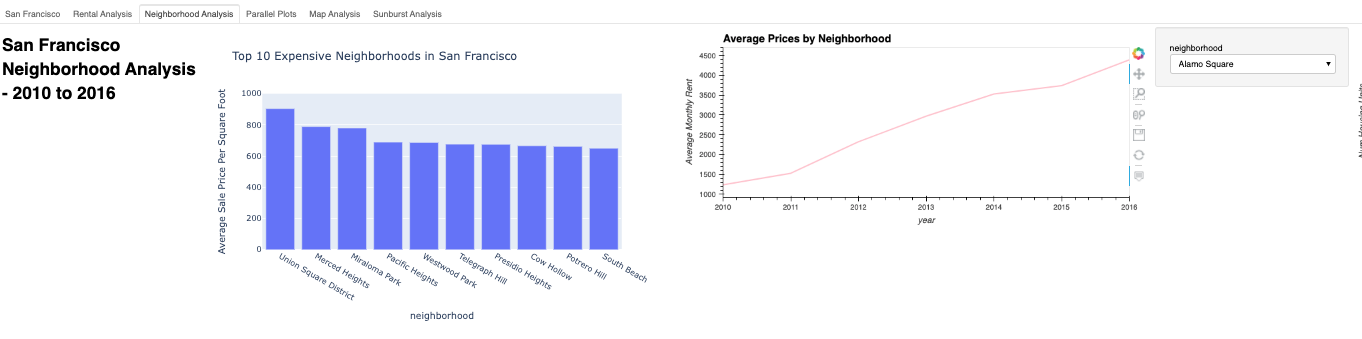 San Francisco
Rental Analysis
Neighborhood Analysis
Parallel Plots
Map Analysis
Sunburst Analysis
San Francisco
Neighborhood Analysis
- 2010 to 2016
Top 10 Expensive Neighborhoods in San Francisco
Average Sale Price Per Square Foot
1000
800
600
400
200
0
Union Square District
Merced Heights
Miraloma Park
Pacific Heights
Westwood Park
Telegraph Hill
Presidio Heights
Cow Hollow
Potrero Hill
South Beach
neighborhood
Average Prices by Neighborhood
Average Monthly Rent
4500
4000
3500
3000
2500
2000
1500
1000
2010
2011
2012
2013
2014
2015
2016
year
neighborhood
Alamo Square